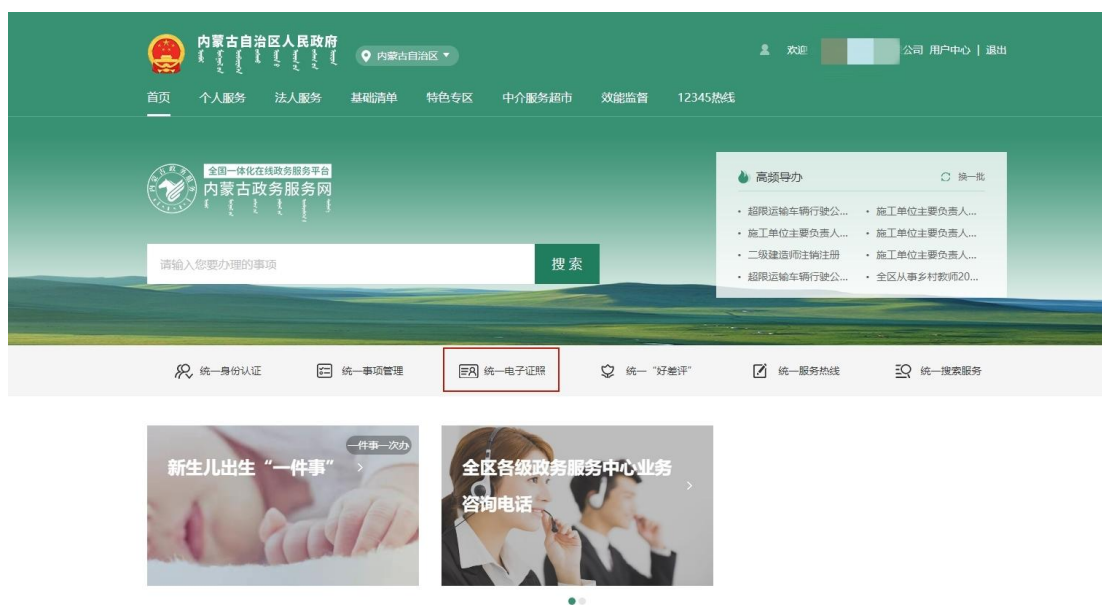 内蒙古自治区人民政府
内蒙古自治区
欢迎 公司 用户中心 | 退出
首页 个人服务 法人服务 基础清单 特色专区 中介服务超市 效能监督 12345热线
全国一体化在线政务服务平台
内蒙古政务服务网
请输入您要办理的事项
搜索
高频导办 换一批
· 超限运输车辆行驶公... · 施工单位主要负责人...
· 施工单位主要负责人... · 施工单位主要负责人...
· 二级建造师注销注册 · 施工单位主要负责人...
· 超限运输车辆行驶公... · 全区从事乡村教师20...
统一身份认证 统一事项管理 统一电子证照 统一“好差评” 统一服务热线 统一搜索服务
一件事一次办
新生儿出生“一件事”
全区各级政务服务中心业务
咨询电话